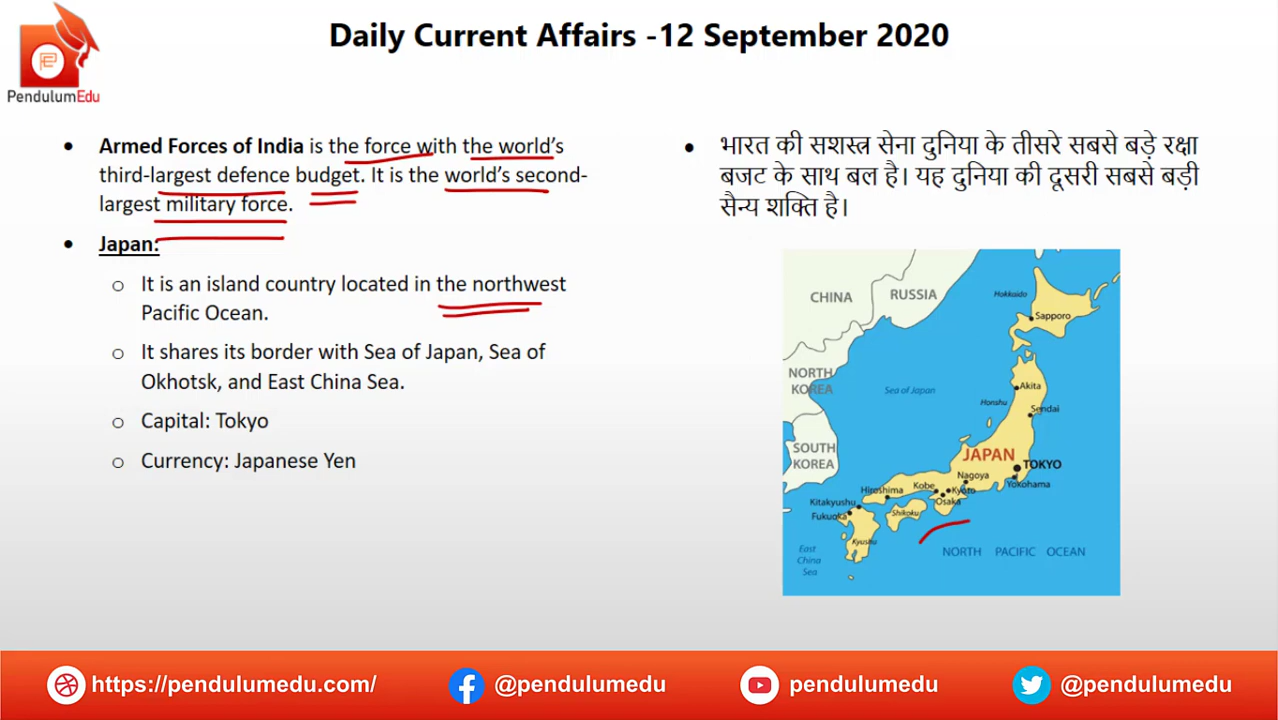 Daily Current Affairs -12 September 2020
PendulumEdu
• Armed Forces of India is the force with the world's
third-largest defence budget. It is the world's second-
largest military force.
• Japan:
o It is an island country located in the northwest
Pacific Ocean.
o It shares its border with Sea of Japan, Sea of
Okhotsk, and East China Sea.
o Capital: Tokyo
o Currency: Japanese Yen
• भारत की सशस्त्र सेना दुनिया के तीसरे सबसे बड़े रक्षा
बजट के साथ बल है। यह दुनिया की दूसरी सबसे बड़ी
सैन्य शक्ति है।
CHINA
RUSSIA
Hokkaido
Sapporo
NORTH
KOREA
Sea of Japan
Akita
Honshu
Sendai
SOUTH
KOREA
JAPAN
TOKYO
Nagoya
Yokohama
Kobe
Kyoto
Hiroshima
Osaka
Kitakyushu
Fukuoka
Shikoku
Kyushu
East
China
Sea
NORTH PACIFIC OCEAN
https://pendulumedu.com/
@pendulumedu
pendulumedu
@pendulumedu